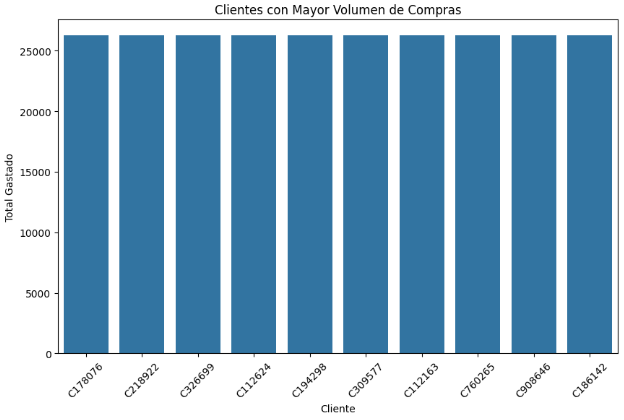 Clientes con Mayor Volumen de Compras
Total Gastado
25000
20000
15000
10000
5000
0
C178076
C218922
C326699
C112624
C194298
C309577
C112163
C760265
C908646
C186142
Cliente